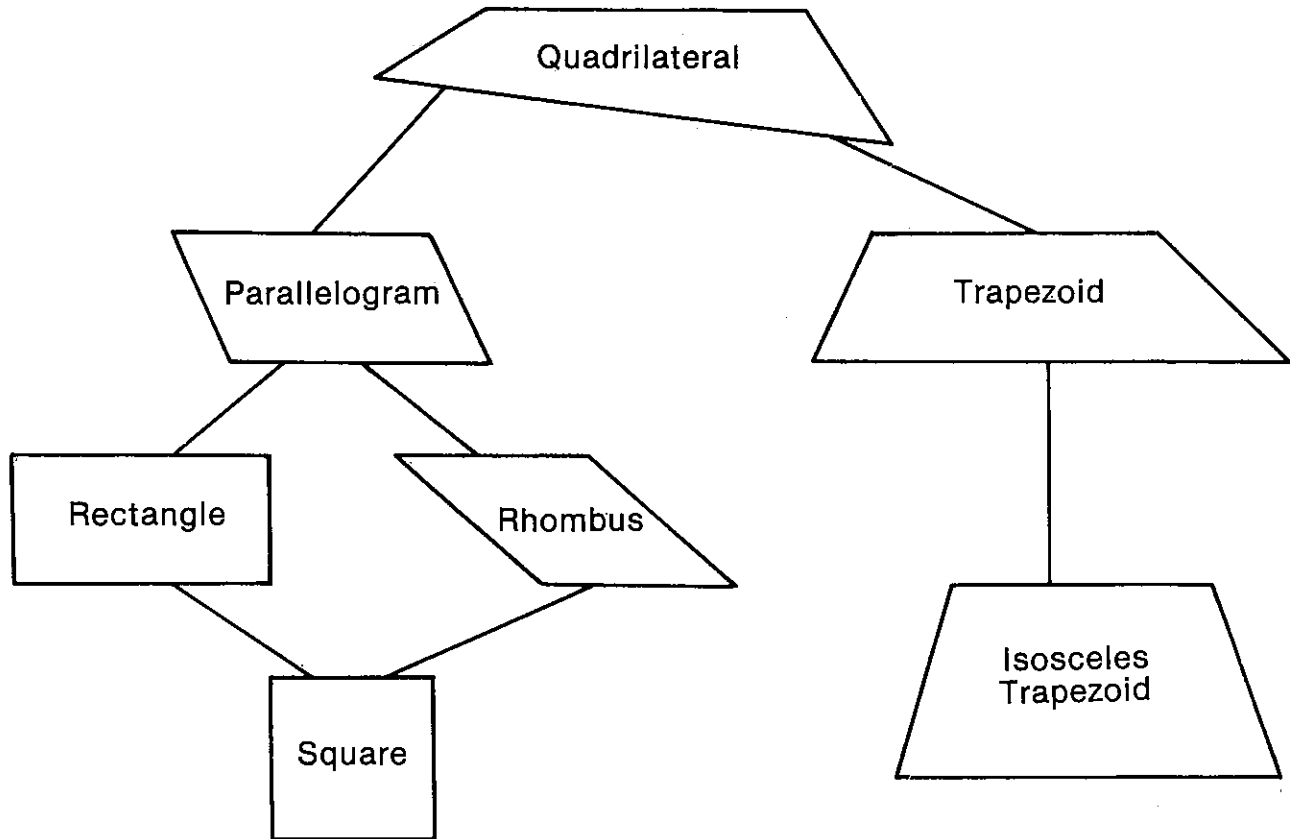 Quadrilateral
Parallelogram
Trapezoid
Rectangle
Rhombus
Isosceles
Trapezoid
Square